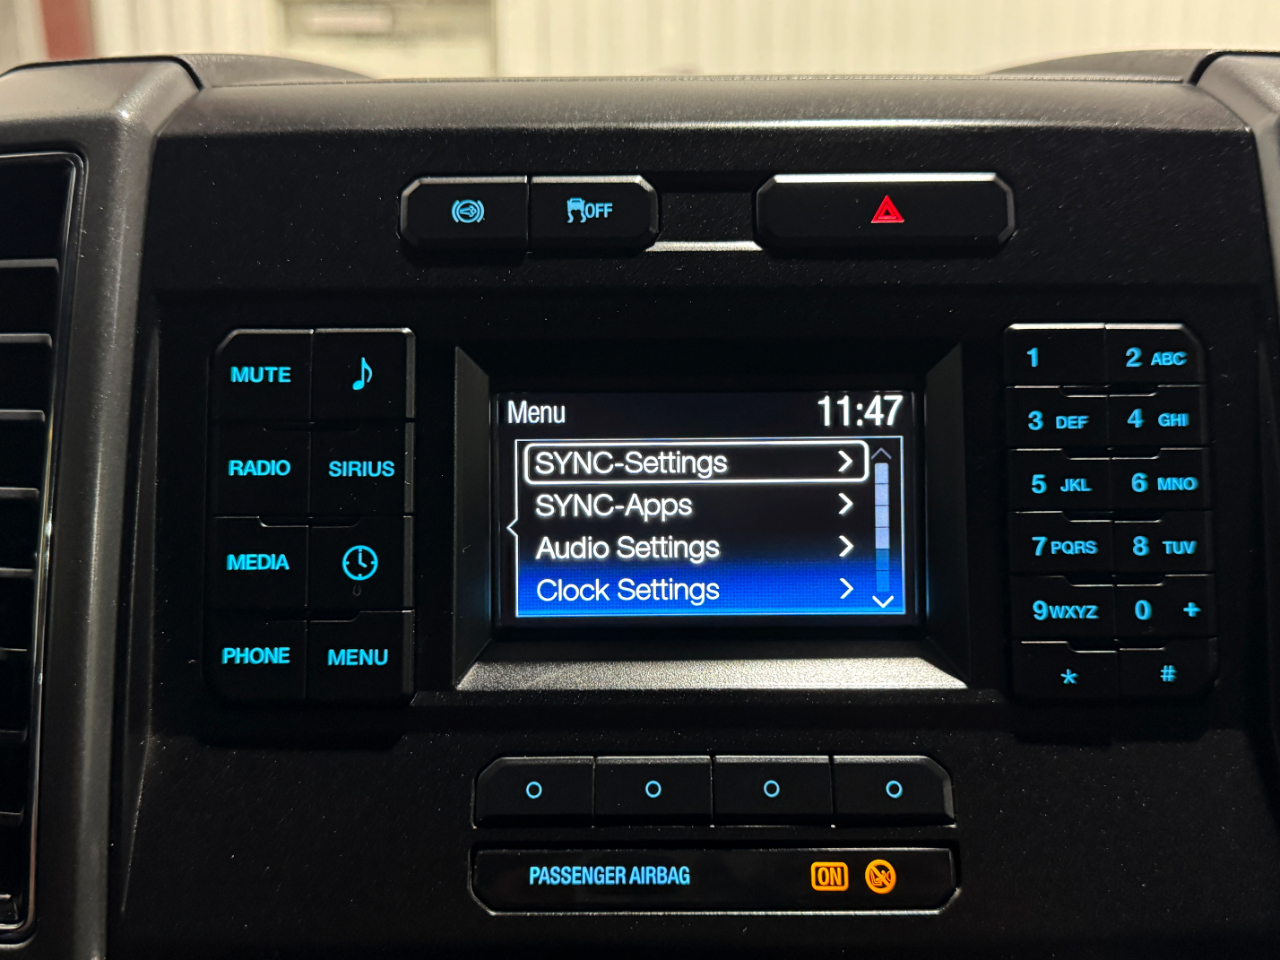 OFF
MUTE
RADIO SIRIUS
MEDIA
PHONE MENU
Menu 11:47
SYNC-Settings
SYNC-Apps
Audio Settings
Clock Settings
1 2 ABC
3 DEF 4 GHI
5 JKL 6 MNO
7 PQRS 8 TUV
9 WXYZ 0 +
* #
PASSENGER AIRBAG ON